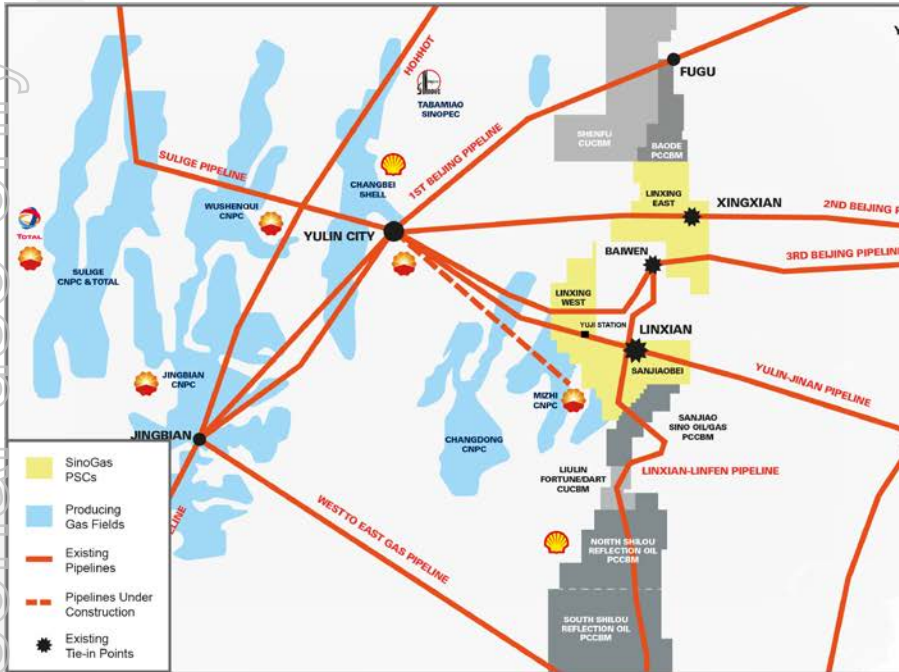 HOHHOT
FUGU
TABAMIAO
SINOPEC
SHENFU
CUCBM
BAODE
PCCBM
SULIGE PIPELINE
1ST BEIJING PIPELINE
CHANGBEI
SHELL
WUSHENQUI
CNPC
LINXING
EAST
XINGXIAN
2ND BEIJING
TOTAL
YULIN CITY
BAIWEN
3RD BEIJING PIPELINE
SULIGE
CNPC & TOTAL
LINXING
WEST
YUJI STATION
LINXIAN
SANJIAOBEI
YULIN-JINAN PIPELINE
JINGBIAN
CNPC
MIZHI
CNPC
SANJIAO
SINO OIL/GAS
PCCBM
JINGBIAN
CHANGDONG
CNPC
LIULIN
FORTUNE/DART
CUCBM
LINXIAN-LINFEN PIPELINE
WEST TO EAST GAS PIPELINE
NORTH SHILOU
REFLECTION OIL
PCCBM
SOUTH SHILOU
REFLECTION OIL
PCCBM
SinoGas
PSCs
Producing
Gas Fields
Existing
Pipelines
Pipelines Under
Construction
Existing
Tie-in Points